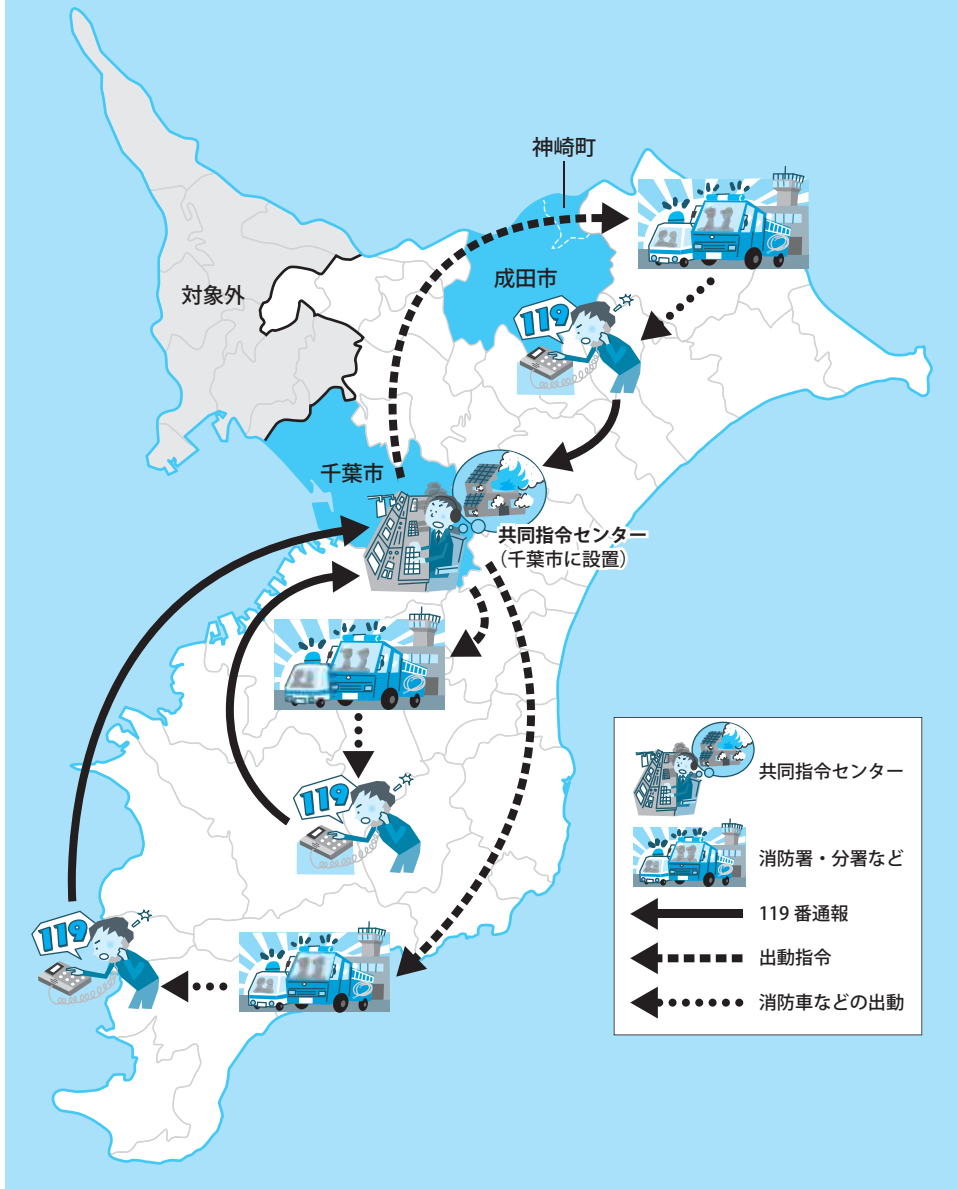 神崎町
成田市
対象外
119
千葉市
共同指令センター
（千葉市に設置）
119
119
共同指令センター
消防署・分署など
119 番通報
出動指令
消防車などの出動